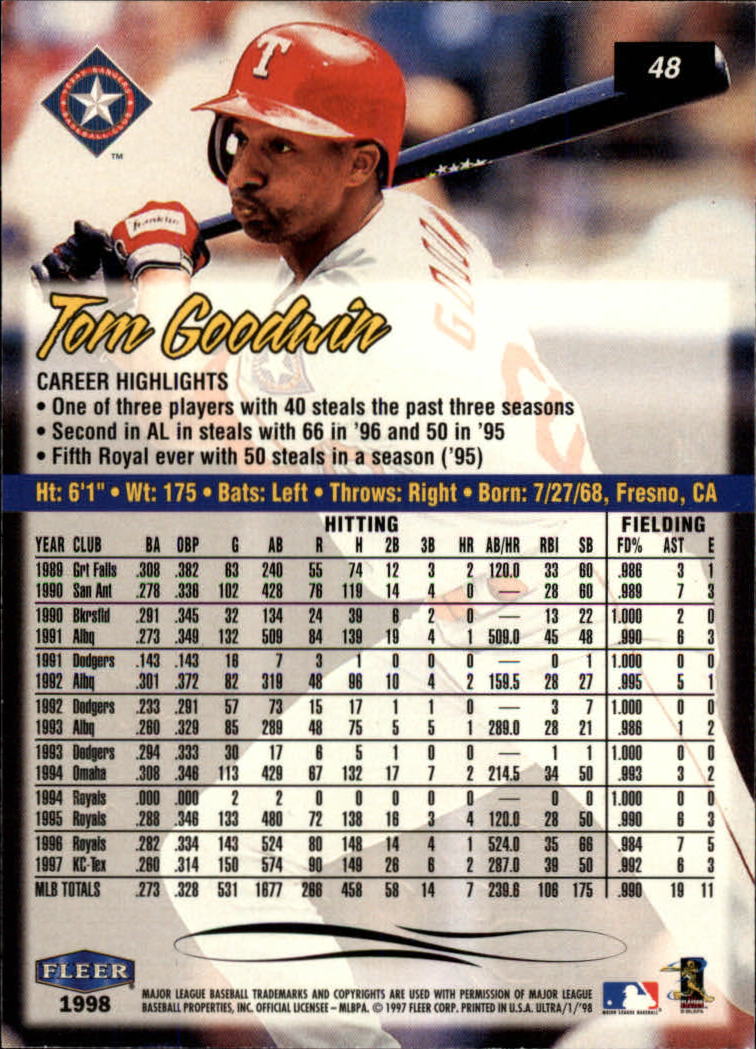 48
T
TEXAS RANGERS
BASEBALL CLUB
TM
franklin
GOODW
Tom Goodwin
CAREER HIGHLIGHTS
• One of three players with 40 steals the past three seasons
• Second in AL in steals with 66 in '96 and 50 in '95
• Fifth Royal ever with 50 steals in a season ('95)
Ht: 6'1" • Wt: 175 • Bats: Left • Throws: Right • Born: 7/27/68, Fresno, CA
HITTING FIELDING
YEAR CLUB BA OBP G AB R H 2B 3B HR AB/HR RBI SB FD% AST E
1989 Grt Falls .308 .382 63 240 55 74 12 3 2 120.0 33 60 .986 3 1
1990 San Ant .278 .336 102 428 76 119 14 4 0 — 28 60 .989 7 3
1990 Bkrsfld .291 .345 32 134 24 39 6 2 0 — 13 22 1.000 2 0
1991 Albq .273 .349 132 509 84 139 19 4 1 509.0 45 48 .990 6 3
1991 Dodgers .143 .143 16 7 3 1 0 0 0 — 0 1 1.000 0 0
1992 Albq .301 .372 82 319 48 96 10 4 2 159.5 28 27 .995 5 1
1992 Dodgers .233 .291 57 73 15 17 1 1 0 — 3 7 1.000 0 0
1993 Albq .260 .329 85 289 48 75 5 5 1 289.0 28 21 .986 1 2
1993 Dodgers .294 .333 30 17 6 5 1 0 0 — 1 1 1.000 0 0
1994 Omaha .308 .346 113 429 67 132 17 7 2 214.5 34 50 .993 3 2
1994 Royals .000 .000 2 2 0 0 0 0 0 — 0 0 1.000 0 0
1995 Royals .288 .346 133 480 72 138 16 3 4 120.0 28 50 .990 6 3
1996 Royals .282 .334 143 524 80 148 14 4 1 524.0 35 66 .984 7 5
1997 KC-Tex .260 .314 150 574 90 149 26 6 2 287.0 39 50 .992 6 3
MLB TOTALS .273 .328 531 1677 266 458 58 14 7 239.6 106 175 .990 19 11
FLEER
1998
MAJOR LEAGUE BASEBALL TRADEMARKS AND COPYRIGHTS ARE USED WITH PERMISSION OF MAJOR LEAGUE
BASEBALL PROPERTIES, INC. OFFICIAL LICENSEE – MLBPA. © 1997 FLEER CORP. PRINTED IN U.S.A. ULTRA/1/'98
MAJOR LEAGUE BASEBALL
PLAYERS